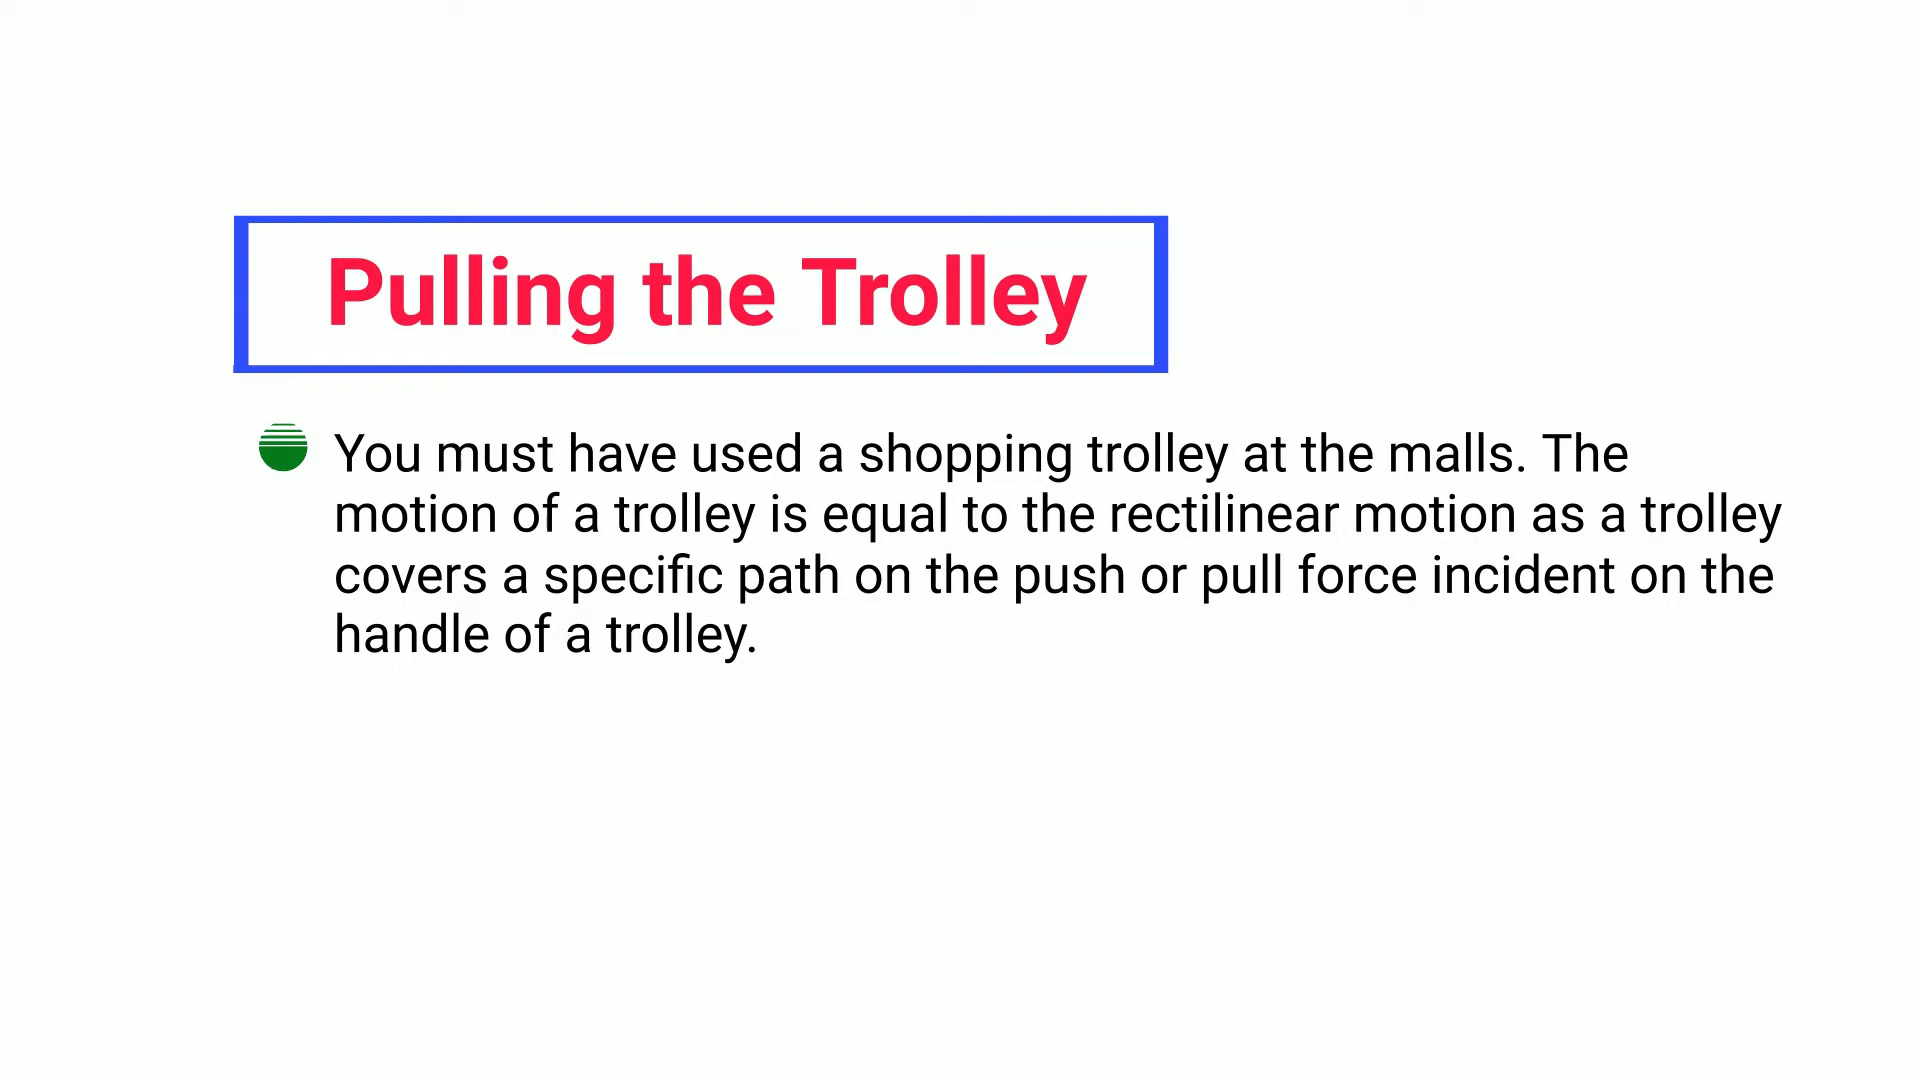 Pulling the Trolley
You must have used a shopping trolley at the malls. The
motion of a trolley is equal to the rectilinear motion as a trolley
covers a specific path on the push or pull force incident on the
handle of a trolley.